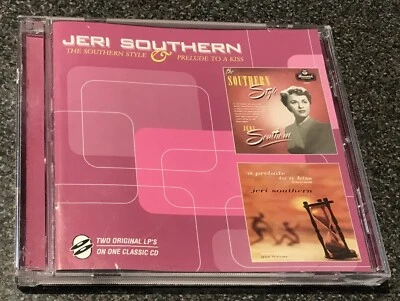 JERI SOUTHERN
THE SOUTHERN STYLE & PRELUDE TO A KISS
the
SOUTHERN
Style
JERI
Southern
a prelude
to a kiss
jeri southern
TWO ORIGINAL LP'S
ON ONE CLASSIC CD